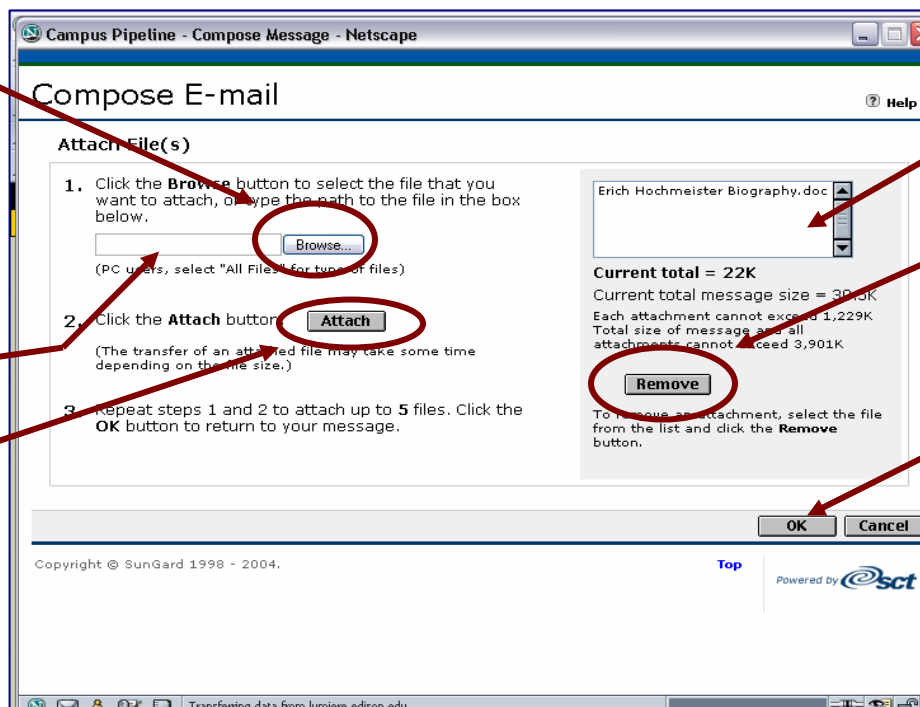 Campus Pipeline - Compose Message - Netscape
Compose E-mail
? Help
Attach File(s)
1. Click the Browse button to select the file that you
want to attach, or type the path to the file in the box
below.
Browse...
(PC users, select "All Files" for type of files)
2. Click the Attach button. Attach
(The transfer of an attached file may take some time
depending on the file size.)
3. Repeat steps 1 and 2 to attach up to 5 files. Click the
OK button to return to your message.
Erich Hochmeister Biography.doc
Current total = 22K
Current total message size = 30.5K
Each attachment cannot exceed 1,229K
Total size of message and all
attachments cannot exceed 3,901K
Remove
To remove an attachment, select the file
from the list and click the Remove
button.
OK Cancel
Copyright @ SunGard 1998 - 2004.
Top
Powered by sct
Transferring data from lumiere.edison.edu